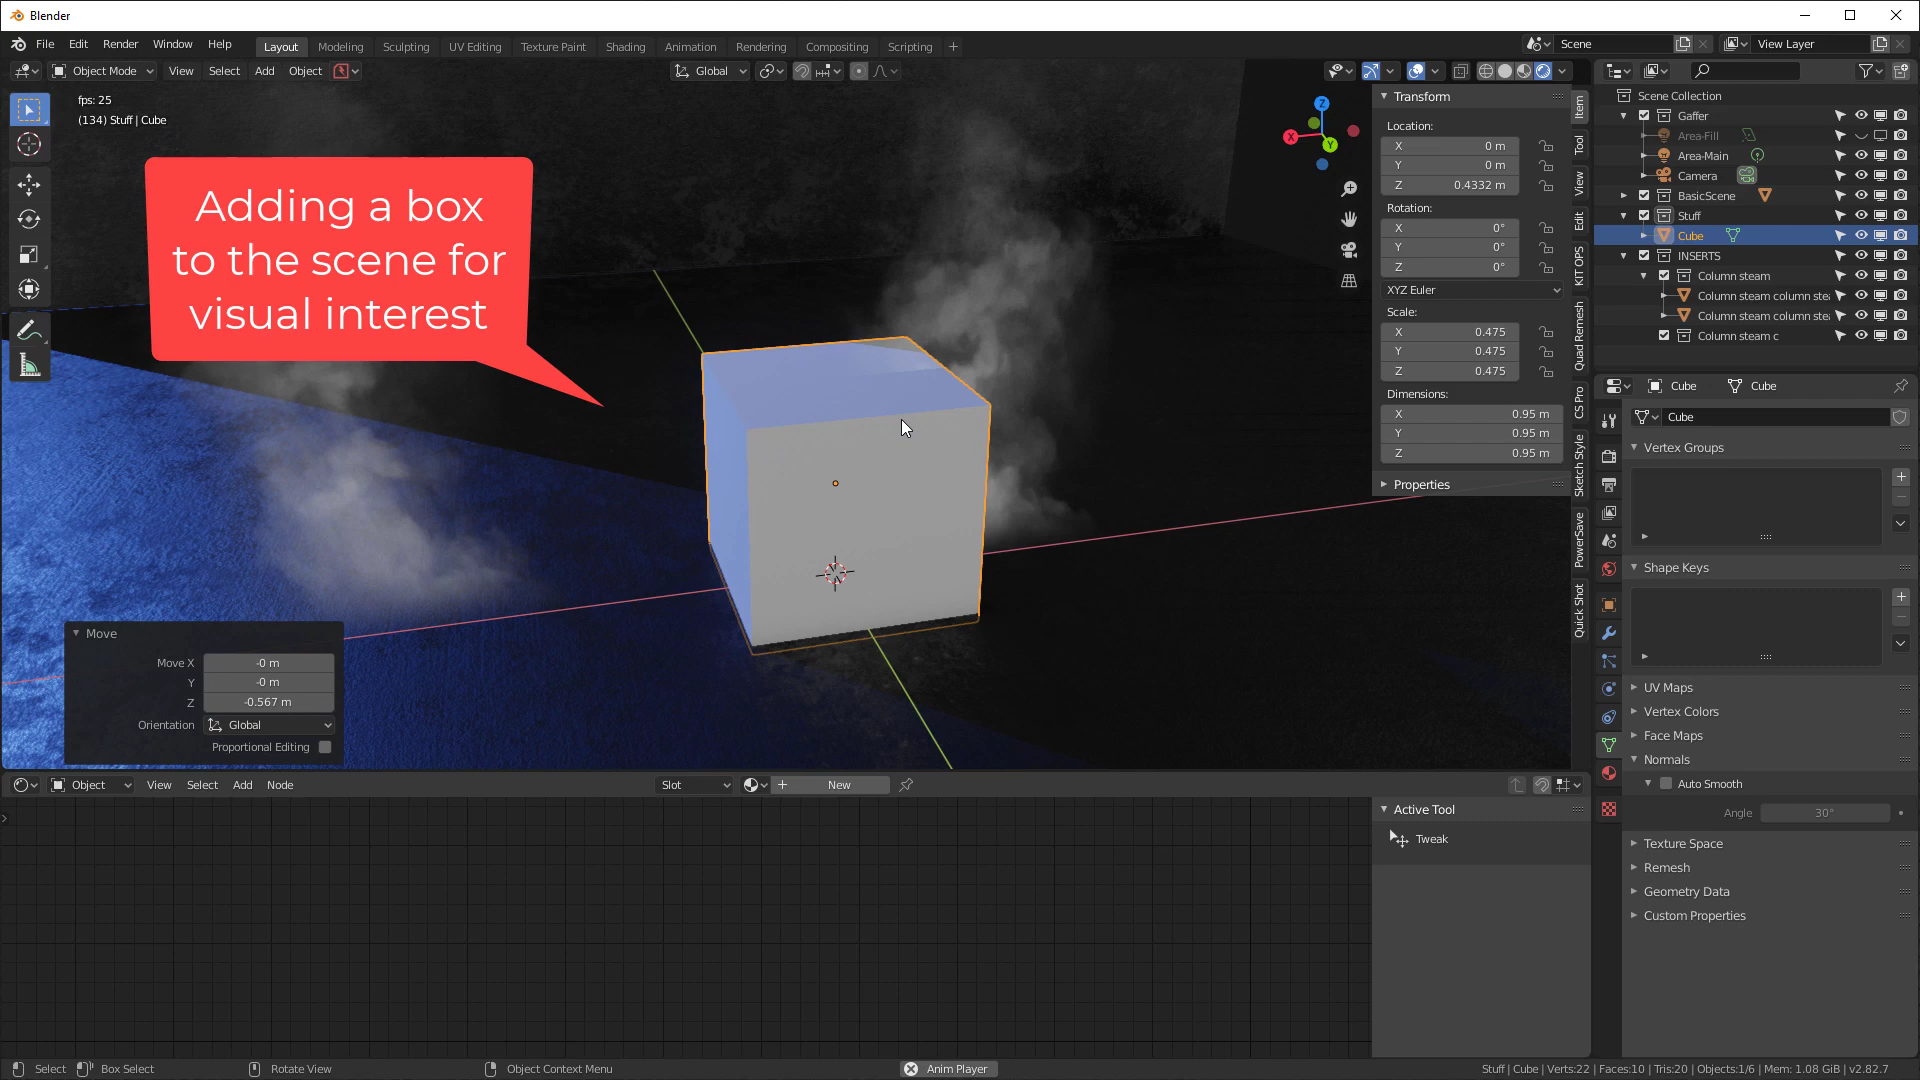 Blender
File Edit Render Window Help
Layout Modeling Sculpting UV Editing Texture Paint Shading Animation Rendering Compositing Scripting +
Scene
View Layer
Object Mode View Select Add Object
Global
fps: 25
(134) Stuff | Cube
Adding a box
to the scene for
visual interest
Z
X
Y
Transform
Location:
X 0 m
Y 0 m
Z 0.4332 m
Rotation:
X 0°
Y 0°
Z 0°
XYZ Euler
Scale:
X 0.475
Y 0.475
Z 0.475
Dimensions:
X 0.95 m
Y 0.95 m
Z 0.95 m
Properties
Item
Tool
View
Edit
KIT OPS
Quad Remesh
CS Pro
Sketch Style
PowerSave
Quick Shot
Scene Collection
Gaffer
Area-Fill
Area-Main
Camera
BasicScene
Stuff
Cube
INSERTS
Column steam
Column steam column ste
Column steam column ste
Column steam c
Cube Cube
Cube
Vertex Groups
Shape Keys
UV Maps
Vertex Colors
Face Maps
Normals
Auto Smooth
Angle 30°
Texture Space
Remesh
Geometry Data
Custom Properties
Move
Move X -0 m
Y -0 m
Z -0.567 m
Orientation Global
Proportional Editing
Object View Select Add Node
Slot
New
Active Tool
Tweak
Select Box Select Rotate View Object Context Menu
Anim Player
Stuff | Cube | Verts:22 | Faces:10 | Tris:20 | Objects:1/6 | Mem: 1.08 GiB | v2.82.7